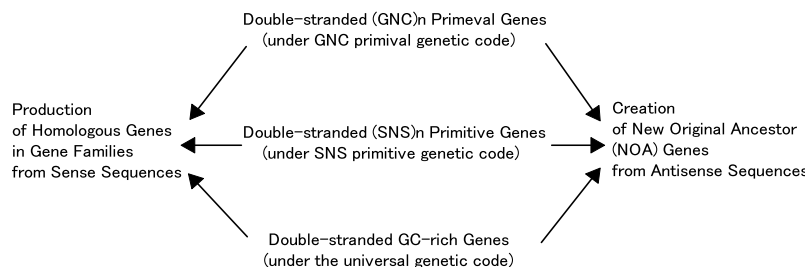 Double-stranded (GNC)n Primeval Genes
(under GNC primival genetic code)
Production
of Homologous Genes
in Gene Families
from Sense Sequences
Double-stranded (SNS)n Primitive Genes
(under SNS primitive genetic code)
Creation
of New Original Ancestor
(NOA) Genes
from Antisense Sequences
Double-stranded GC-rich Genes
(under the universal genetic code)